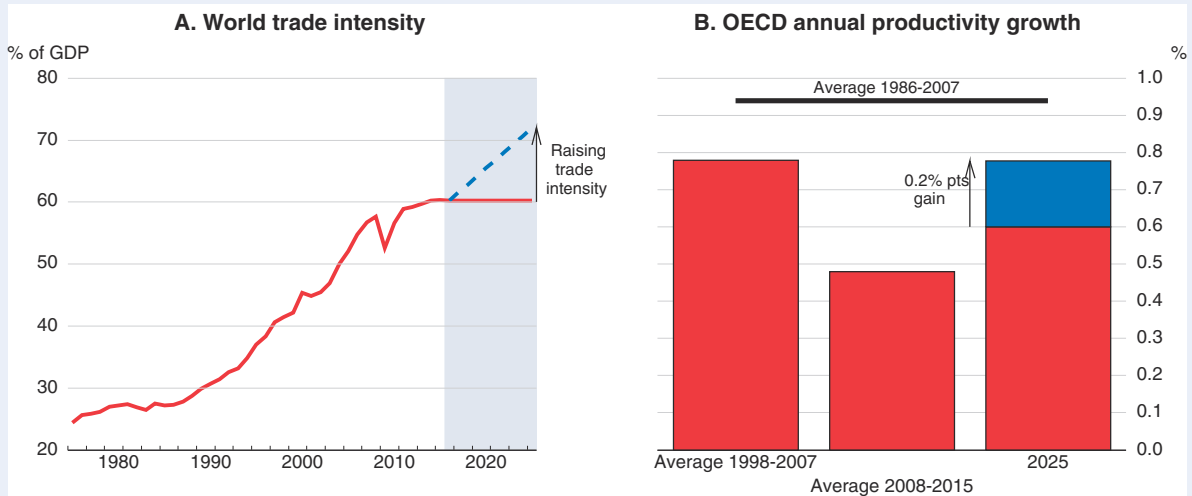 A. World trade intensity
% of GDP
80
70
60
50
40
30
20
1980 1990 2000 2010 2020
Raising
trade
intensity
B. OECD annual productivity growth
%
1.0
0.9
0.8
0.7
0.6
0.5
0.4
0.3
0.2
0.1
0.0
Average 1986-2007
0.2% pts
gain
Average 1998-2007 2025
Average 2008-2015